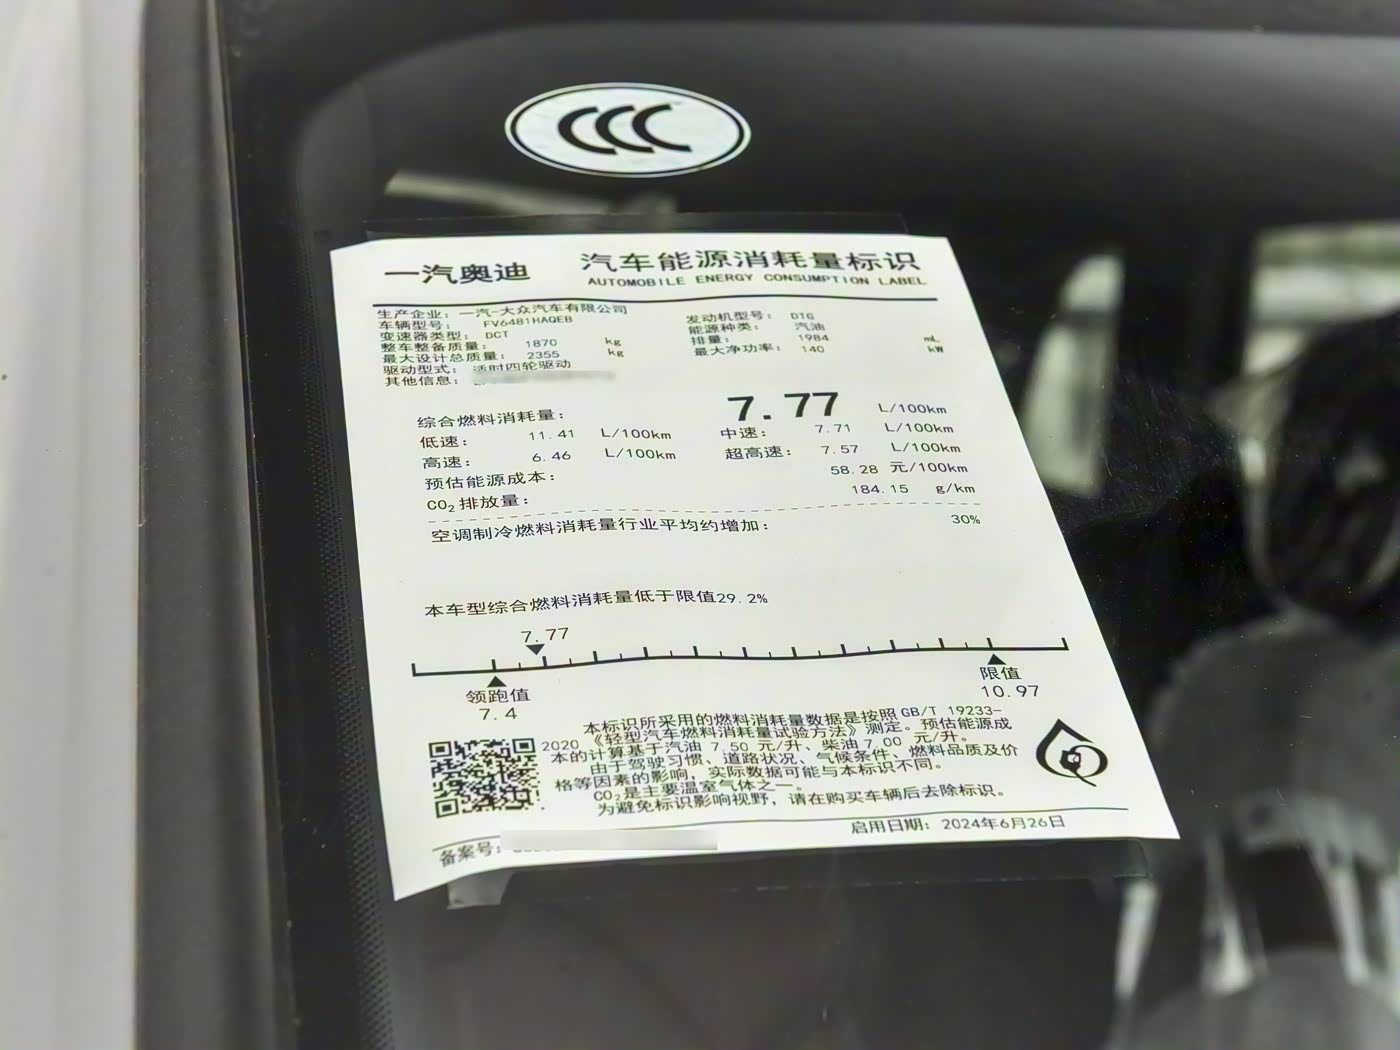 CCC
一汽奥迪 汽车能源消耗量标识
AUTOMOBILE ENERGY CONSUMPTION LABEL
生产企业：一汽-大众汽车有限公司 发动机型号：DTG
车辆型号：FV6481HAQEB 能源种类：汽油
变速器类型：DCT 排量：1984 mL
整车整备质量：1870 kg 最大净功率：140 kW
最大设计总质量：2355 kg
驱动型式：适时四轮驱动
其他信息：
综合燃料消耗量：7.77 L/100km
低速：11.41 L/100km 中速：7.71 L/100km
高速：6.46 L/100km 超高速：7.57 L/100km
预估能源成本：58.28 元/100km
CO₂排放量：184.15 g/km
空调制冷燃料消耗量行业平均约增加：30%
本车型综合燃料消耗量低于限值29.2%
7.77
领跑值 限值
7.4 10.97
本标识所采用的燃料消耗量数据是按照GB/T 19233-
2020《轻型汽车燃料消耗量试验方法》测定。预估能源成
本的计算基于汽油 7.50 元/升、柴油 7.00 元/升。
由于驾驶习惯、道路状况、气候条件、燃料品质及价
格等因素的影响，实际数据可能与本标识不同。
CO₂是主要温室气体之一。
为避免标识影响视野，请在购买车辆后去除标识。
备案号： 启用日期：2024年6月26日